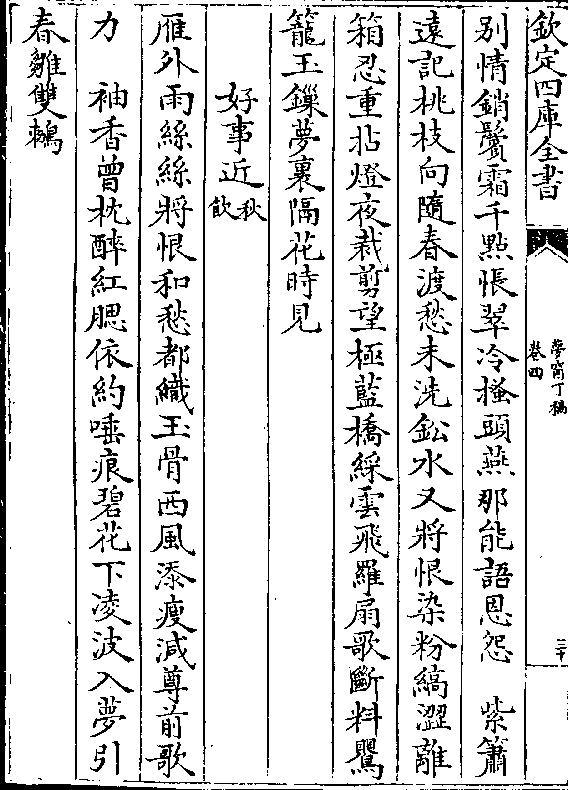 欽定四庫全書
夢窗丁稿
卷四
三十
别情銷鬢霜千點悵翠冷搔頭燕那能語恩怨　紫簫
遠記桃枝向隨春渡愁未洗鉛水又將恨染粉縞澀離
箱忍重拈燈夜裁剪望極藍橋綵雲飛羅扇歌斷料鸎
籠玉鏁夢裏隔花時見
好事近秋飲
雁外雨絲絲將恨和愁都織玉骨西風添瘦減尊前歌
力　袖香曾枕醉紅腮依約唾痕碧花下凌波入夢引
春雛雙鶒